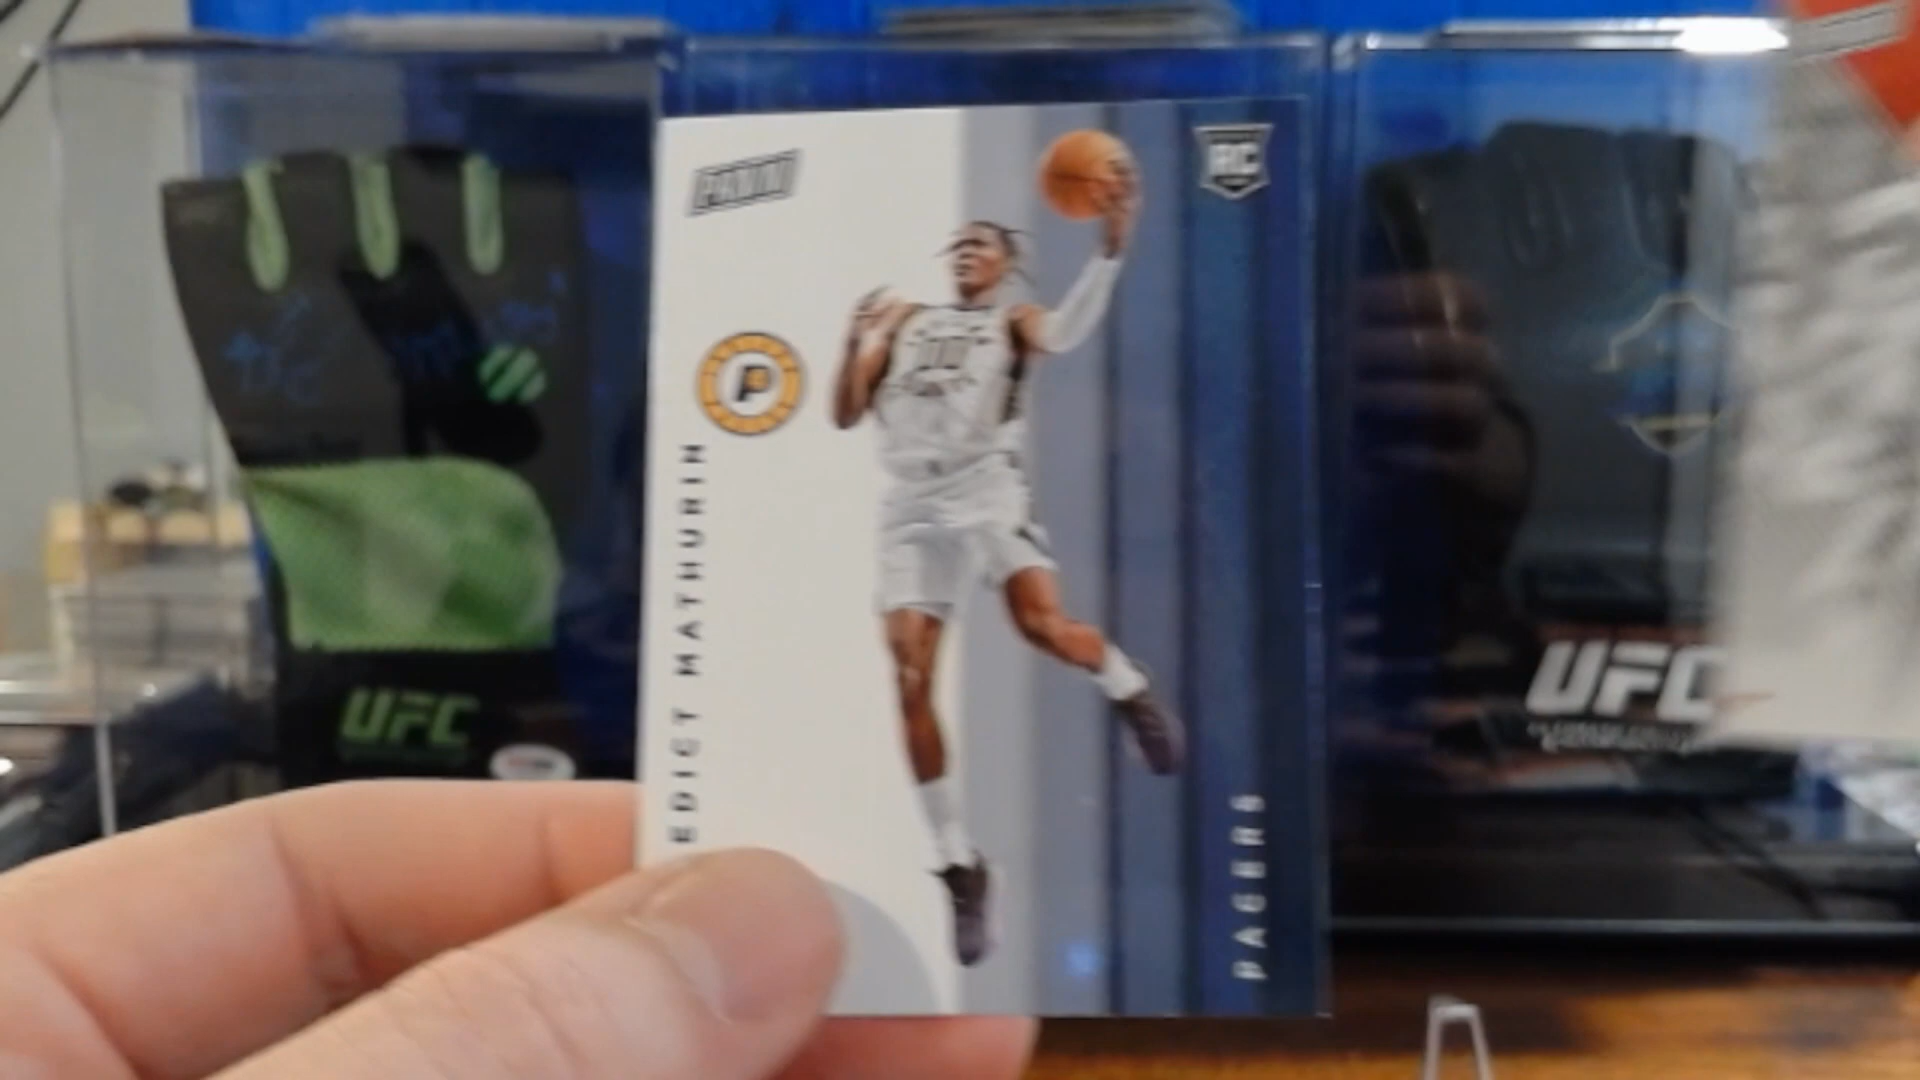 PANINI
RC
P
EDICT MATHURIN
PACERS
UFC
UFC